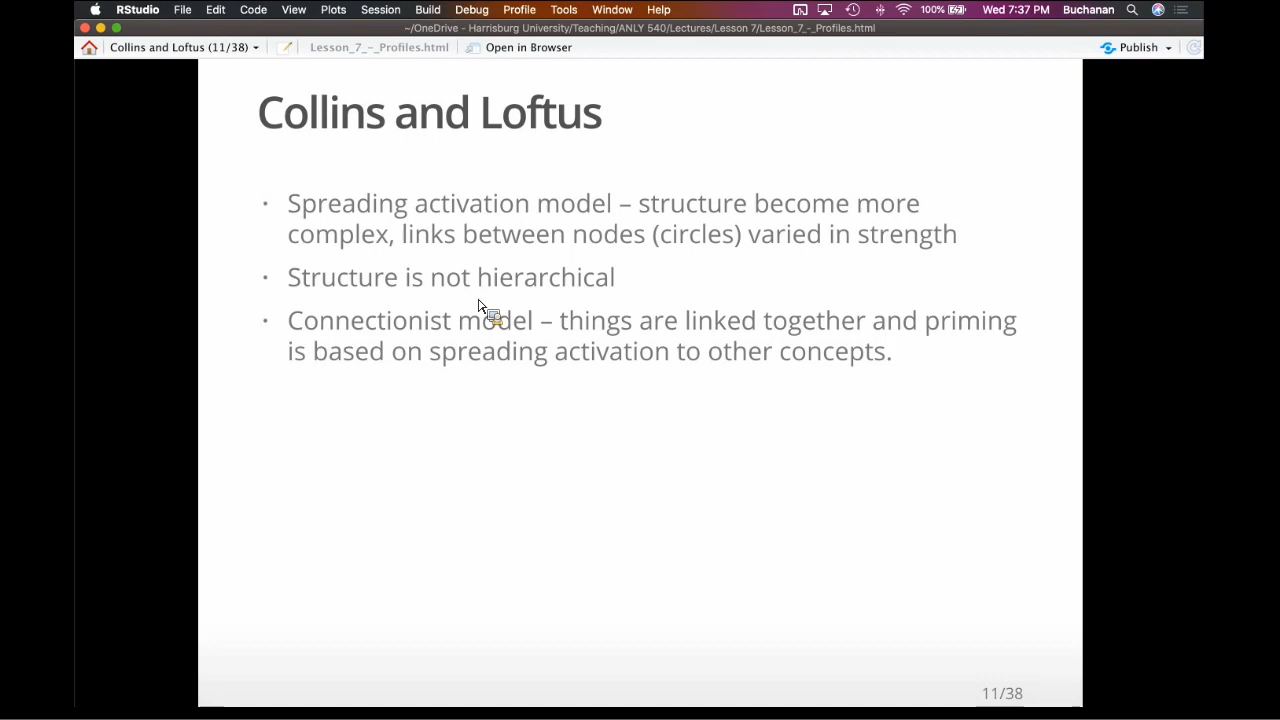 RStudio File Edit Code View Plots Session Build Debug Profile Tools Window Help 100% Wed 7:37 PM Buchanan
~/OneDrive - Harrisburg University/Teaching/ANLY 540/Lectures/Lesson 7/Lesson_7_-_Profiles.html
Collins and Loftus (11/38) Lesson_7_-_Profiles.html Open in Browser Publish
Collins and Loftus
· Spreading activation model – structure become more
complex, links between nodes (circles) varied in strength
· Structure is not hierarchical
· Connectionist model – things are linked together and priming
is based on spreading activation to other concepts.
11/38